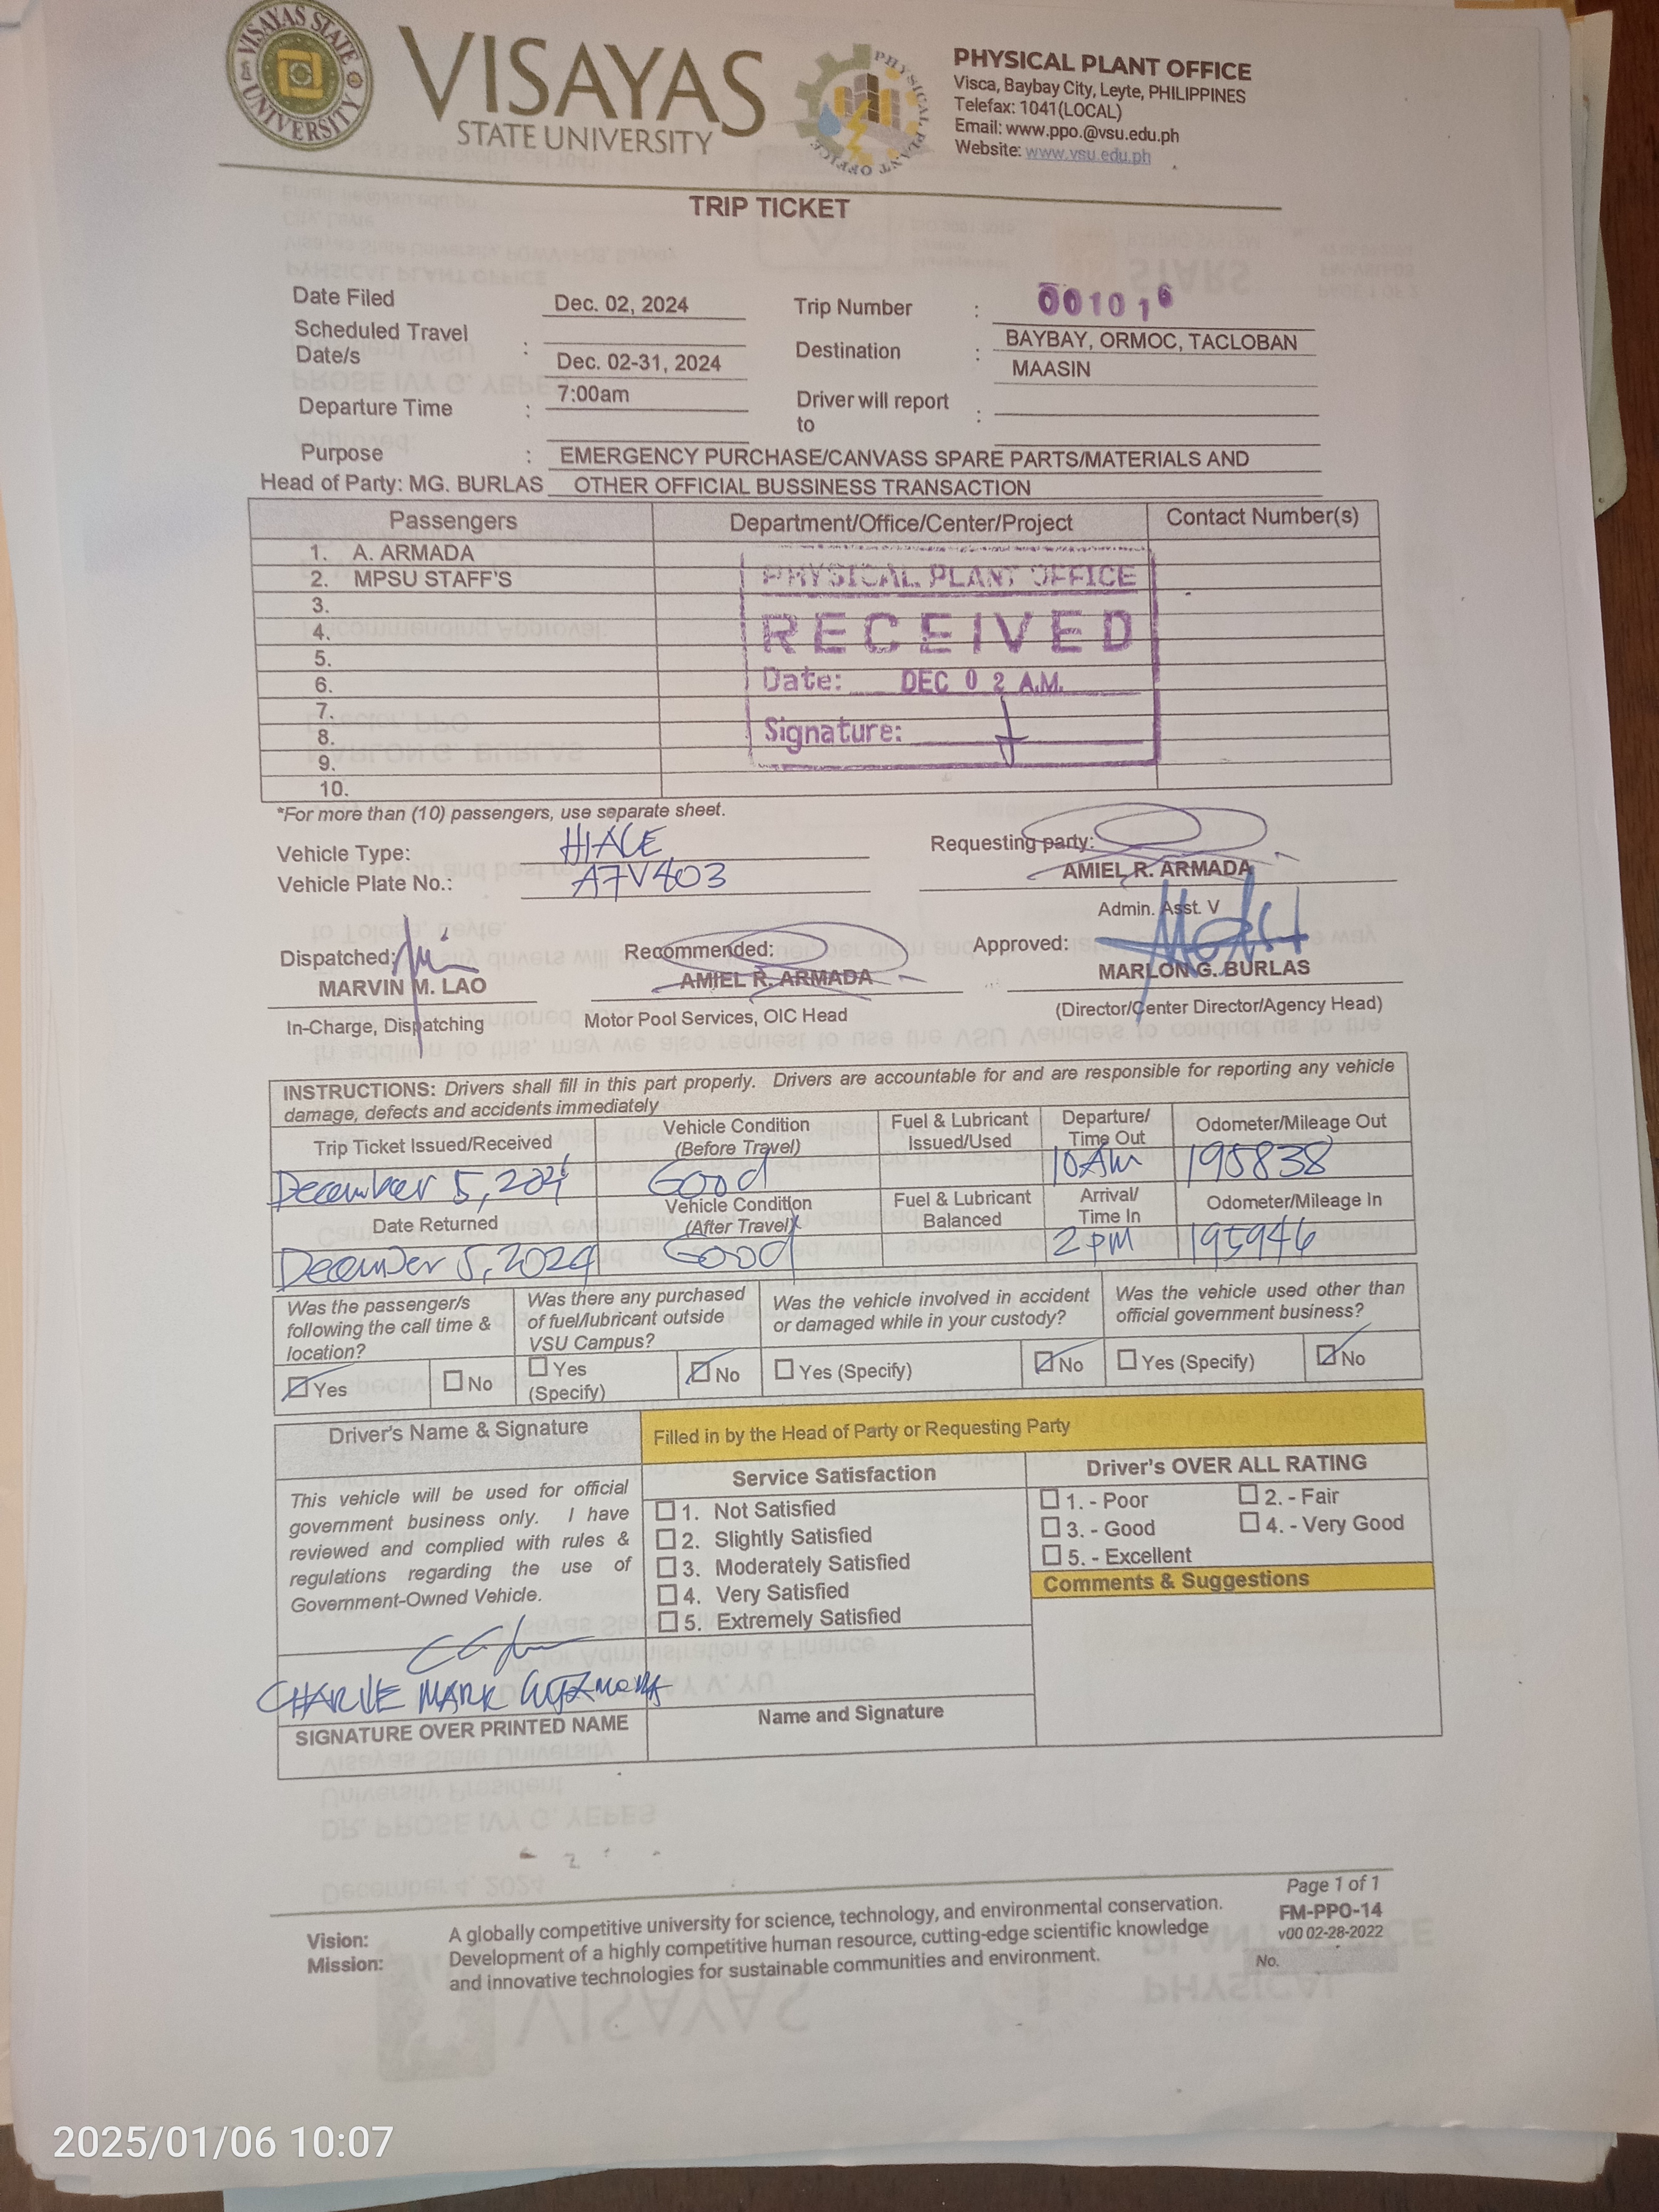 VISAYAS STATE UNIVERSITY
VISAYAS
STATE UNIVERSITY
PHYSICAL PLANT OFFICE
PHYSICAL PLANT OFFICE
Visca, Baybay City, Leyte, PHILIPPINES
Telefax: 1041(LOCAL)
Email: www.ppo.@vsu.edu.ph
Website: www.vsu.edu.ph
TRIP TICKET
Date Filed Dec. 02, 2024 Trip Number : 001016
Scheduled Travel Date/s : Dec. 02-31, 2024 Destination : BAYBAY, ORMOC, TACLOBAN
MAASIN
Departure Time : 7:00am Driver will report to :
Purpose : EMERGENCY PURCHASE/CANVASS SPARE PARTS/MATERIALS AND
Head of Party: MG. BURLAS OTHER OFFICIAL BUSSINESS TRANSACTION
Passengers Department/Office/Center/Project Contact Number(s)
1. A. ARMADA
2. MPSU STAFF'S
3.
4.
5.
6.
7.
8.
9.
10.
PHYSICAL PLANT OFFICE
RECEIVED
Date: DEC 02 A.M.
Signature:
*For more than (10) passengers, use separate sheet.
Vehicle Type: HIACE
Vehicle Plate No.: A7V403
Requesting party:
AMIEL R. ARMADA
Admin. Asst. V
Dispatched:
MARVIN M. LAO
In-Charge, Dispatching
Recommended:
AMIEL R. ARMADA
Motor Pool Services, OIC Head
Approved:
MARLON G. BURLAS
(Director/Center Director/Agency Head)
INSTRUCTIONS: Drivers shall fill in this part properly. Drivers are accountable for and are responsible for reporting any vehicle
damage, defects and accidents immediately
Trip Ticket Issued/Received Vehicle Condition (Before Travel) Fuel & Lubricant Issued/Used Departure/ Time Out Odometer/Mileage Out
December 5, 2024 Good 10Am 195838
Date Returned Vehicle Condition (After Travel) Fuel & Lubricant Balanced Arrival/ Time In Odometer/Mileage In
December 5, 2024 Good 2pm 195946
Was the passenger/s following the call time & location?
Yes No
Was there any purchased of fuel/lubricant outside VSU Campus?
Yes (Specify) No
Was the vehicle involved in accident or damaged while in your custody?
Yes (Specify) No
Was the vehicle used other than official government business?
Yes (Specify) No
Driver's Name & Signature
This vehicle will be used for official
government business only. I have
reviewed and complied with rules &
regulations regarding the use of
Government-Owned Vehicle.
CHARLIE MARK
SIGNATURE OVER PRINTED NAME
Filled in by the Head of Party or Requesting Party
Service Satisfaction
1. Not Satisfied
2. Slightly Satisfied
3. Moderately Satisfied
4. Very Satisfied
5. Extremely Satisfied
Name and Signature
Driver's OVER ALL RATING
1. - Poor 2. - Fair
3. - Good 4. - Very Good
5. - Excellent
Comments & Suggestions
Vision: A globally competitive university for science, technology, and environmental conservation.
Mission: Development of a highly competitive human resource, cutting-edge scientific knowledge
and innovative technologies for sustainable communities and environment.
Page 1 of 1
FM-PPO-14
v00 02-28-2022
No.
2025/01/06 10:07